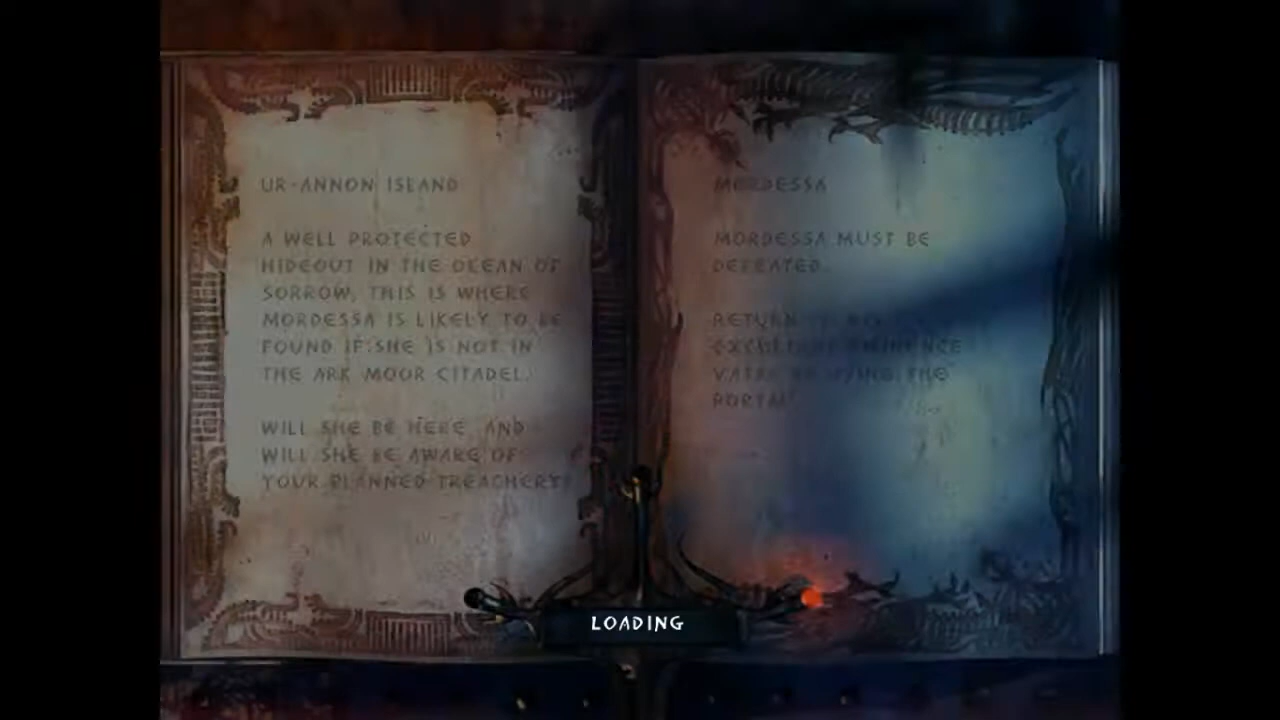 UR-ANNON ISLAND
A WELL PROTECTED
HIDEOUT IN THE OCEAN OF
SORROW, THIS IS WHERE
MORDESSA IS LIKELY TO BE
FOUND IF SHE IS NOT IN
THE ARK MOOR CITADEL.
WILL SHE BE HERE AND
WILL SHE BE AWARE OF
YOUR PLANNED TREACHERY
MORDESSA
MORDESSA MUST BE
DEFEATED.
RETURN
THE
PORTAL
LOADING